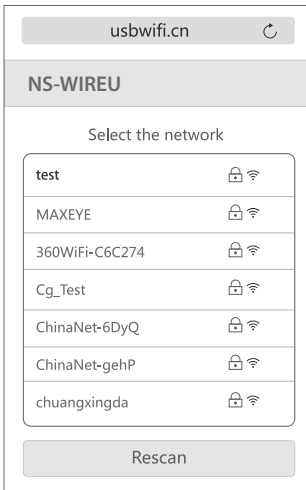 usbwifi.cn
NS-WIREU
Select the network
test
MAXEYE
360WiFi-C6C274
Cg_Test
ChinaNet-6DyQ
ChinaNet-gehP
chuangxingda
Rescan